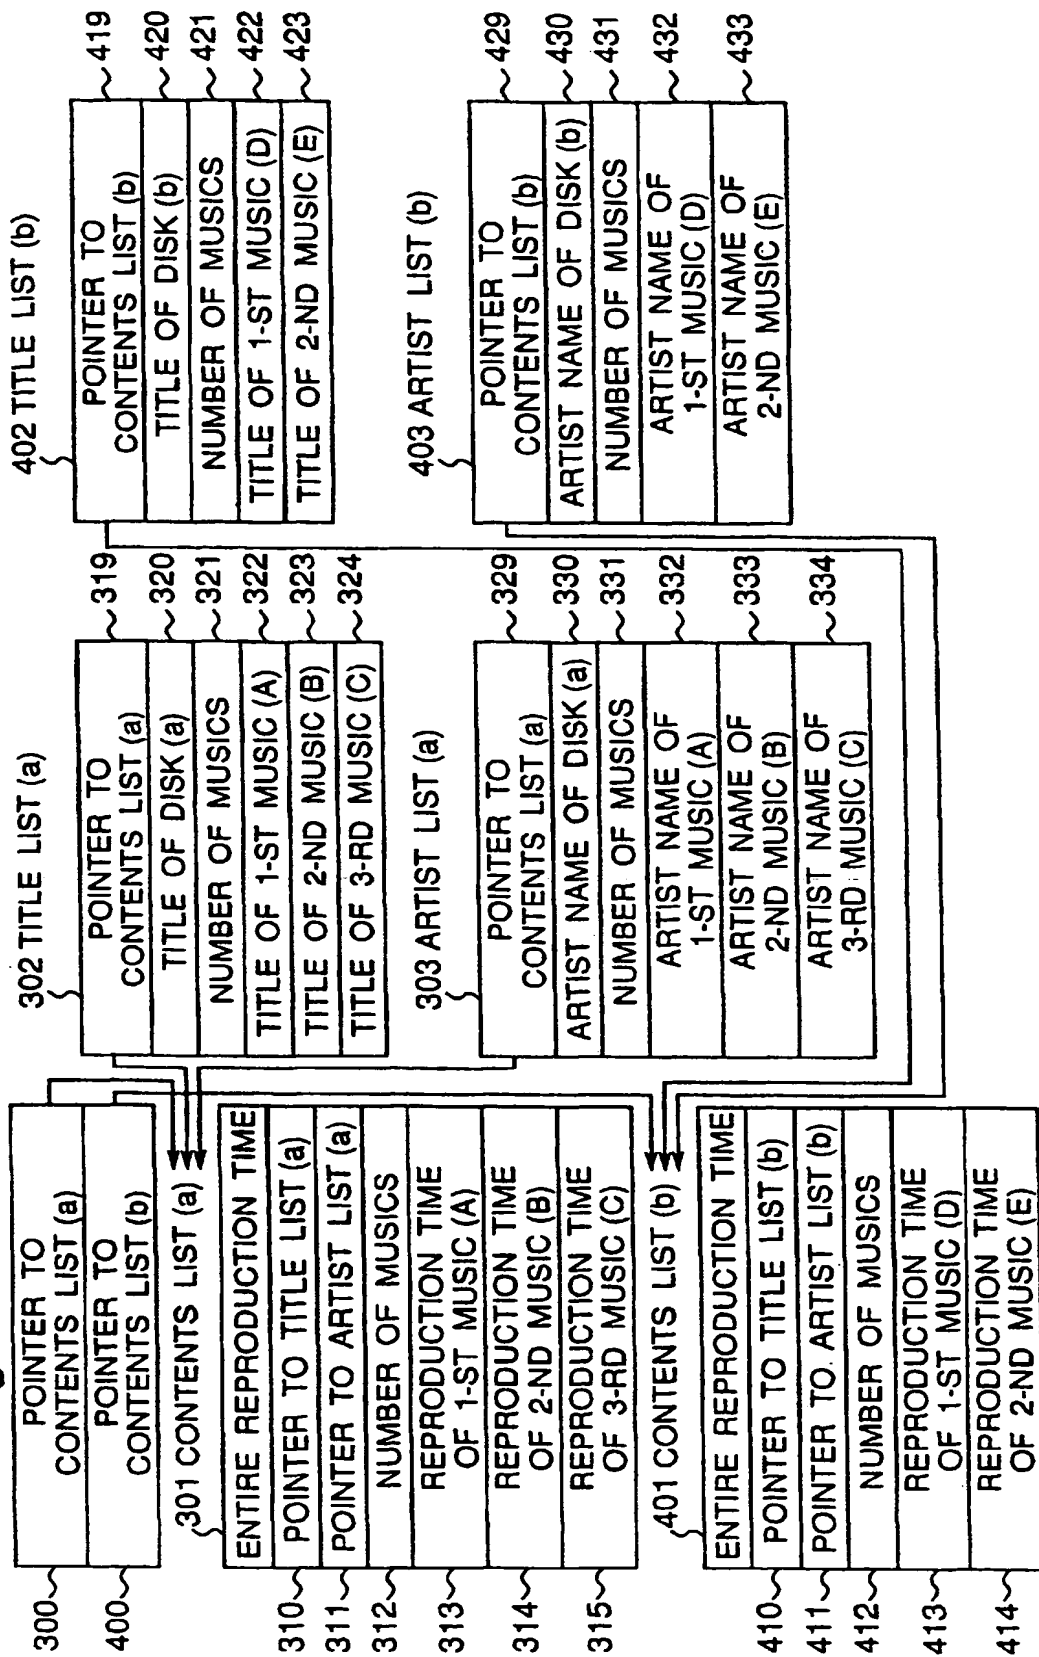 300
POINTER TO
CONTENTS LIST (a)
400
POINTER TO
CONTENTS LIST (b)
301 CONTENTS LIST (a)
ENTIRE REPRODUCTION TIME
310
POINTER TO TITLE LIST (a)
311
POINTER TO ARTIST LIST (a)
312
NUMBER OF MUSICS
313
REPRODUCTION TIME
OF 1-ST MUSIC (A)
314
REPRODUCTION TIME
OF 2-ND MUSIC (B)
315
REPRODUCTION TIME
OF 3-RD MUSIC (C)
401 CONTENTS LIST (b)
ENTIRE REPRODUCTION TIME
410
POINTER TO TITLE LIST (b)
411
POINTER TO ARTIST LIST (b)
412
NUMBER OF MUSICS
413
REPRODUCTION TIME
OF 1-ST MUSIC (D)
414
REPRODUCTION TIME
OF 2-ND MUSIC (E)
302 TITLE LIST (a)
POINTER TO
CONTENTS LIST (a)
319
TITLE OF DISK (a)
320
NUMBER OF MUSICS
321
TITLE OF 1-ST MUSIC (A)
322
TITLE OF 2-ND MUSIC (B)
323
TITLE OF 3-RD MUSIC (C)
324
303 ARTIST LIST (a)
POINTER TO
CONTENTS LIST (a)
329
ARTIST NAME OF DISK (a)
330
NUMBER OF MUSICS
331
ARTIST NAME OF
1-ST MUSIC (A)
332
ARTIST NAME OF
2-ND MUSIC (B)
333
ARTIST NAME OF
3-RD MUSIC (C)
334
402 TITLE LIST (b)
POINTER TO
CONTENTS LIST (b)
419
TITLE OF DISK (b)
420
NUMBER OF MUSICS
421
TITLE OF 1-ST MUSIC (D)
422
TITLE OF 2-ND MUSIC (E)
423
403 ARTIST LIST (b)
POINTER TO
CONTENTS LIST (b)
429
ARTIST NAME OF DISK (b)
430
NUMBER OF MUSICS
431
ARTIST NAME OF
1-ST MUSIC (D)
432
ARTIST NAME OF
2-ND MUSIC (E)
433